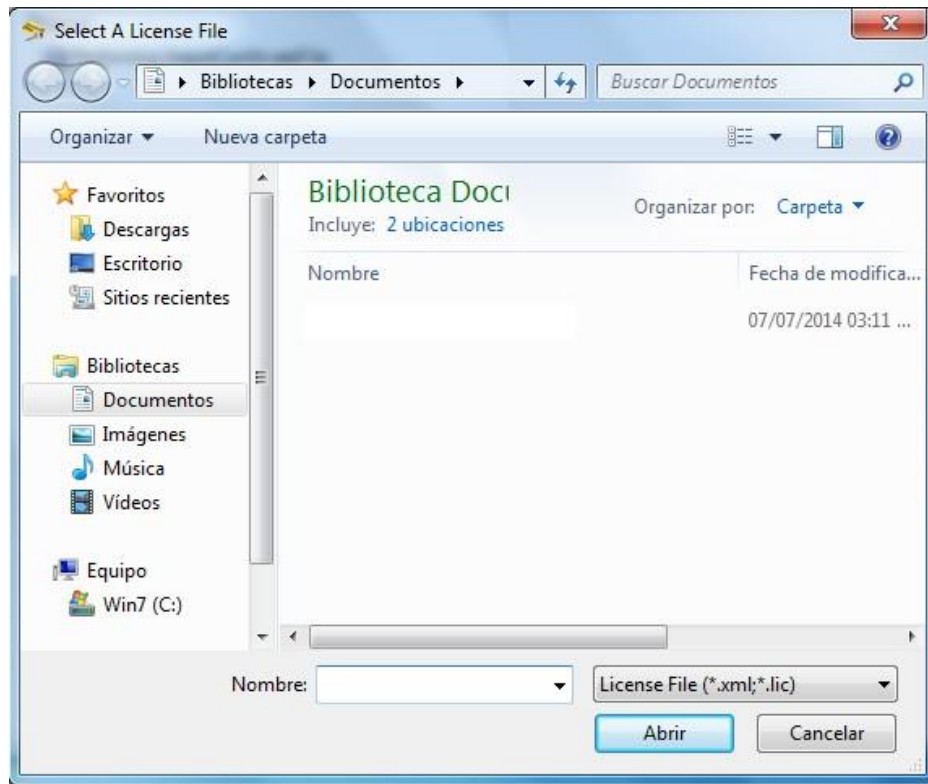 Select A License File
Bibliotecas Documentos Buscar Documentos
Organizar Nueva carpeta
Favoritos
Descargas
Escritorio
Sitios recientes
Bibliotecas
Documentos
Imágenes
Música
Vídeos
Equipo
Win7 (C:)
Biblioteca Docu
Incluye: 2 ubicaciones
Organizar por: Carpeta
Nombre Fecha de modifica...
07/07/2014 03:11 ...
Nombre: License File (*.xml;*.lic)
Abrir Cancelar